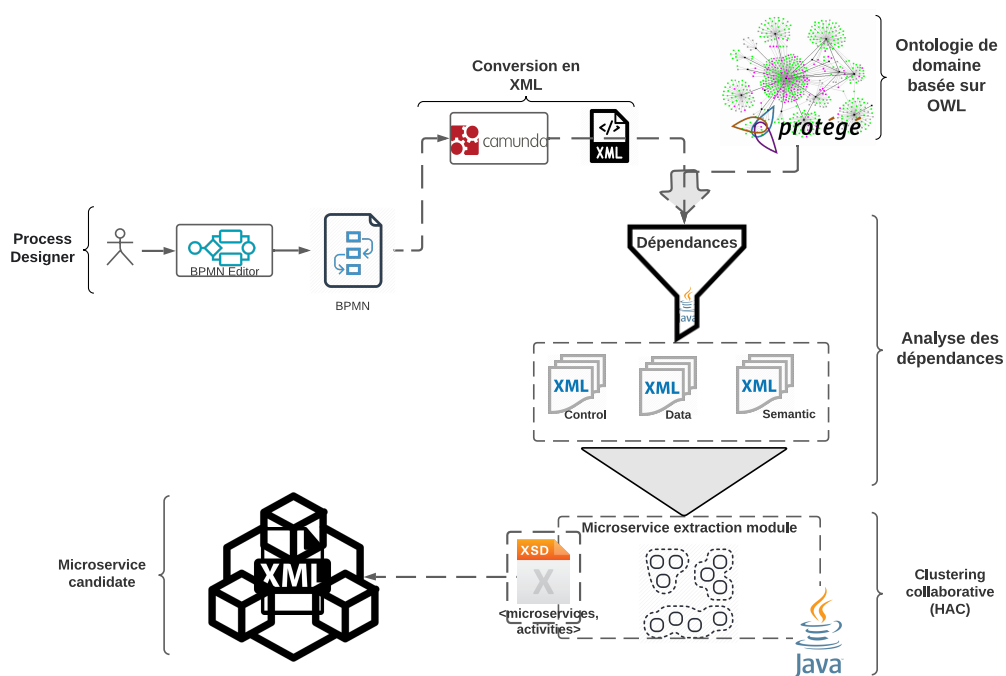 Ontologie de
domaine
basée sur
OWL
protégé
Conversion en
XML
camunda
</>
XML
Process
Designer
BPMN Editor
BPMN
Dépendances
Java
Analyse des
dépendances
XML
Control
XML
Data
XML
Semantic
Microservice extraction module
XSD
X
<microservices,
activities>
XML
Microservice
candidate
Clustering
collaborative
(HAC)
Java